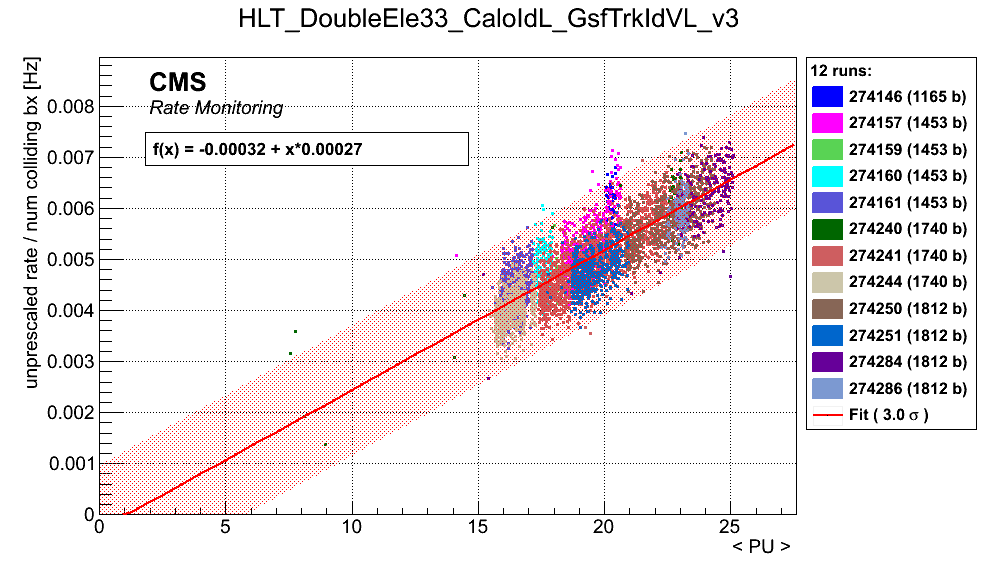 HLT_DoubleEle33_CaloIdL_GsfTrkIdVL_v3
unprescaled rate / num colliding bx [Hz]
CMS
Rate Monitoring
f(x) = -0.00032 + x*0.00027
0.008
0.007
0.006
0.005
0.004
0.003
0.002
0.001
0
0 5 10 15 20 25
< PU >
12 runs:
274146 (1165 b)
274157 (1453 b)
274159 (1453 b)
274160 (1453 b)
274161 (1453 b)
274240 (1740 b)
274241 (1740 b)
274244 (1740 b)
274250 (1812 b)
274251 (1812 b)
274284 (1812 b)
274286 (1812 b)
Fit ( 3.0 σ )